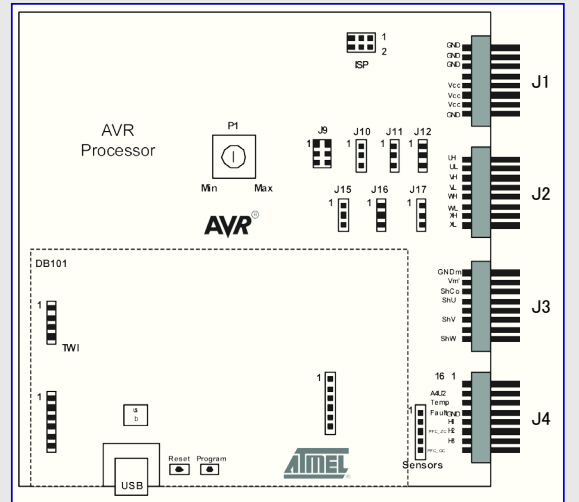 1
2
ISP
GND
GND
GND
Vcc
Vcc
Vcc
GND
J1
AVR
Processor
P1
Min Max
J9
1
J10
1
J11
1
J12
1
J15
1
J16
1
J17
1
AVR®
UH
UL
VH
VL
WH
WL
XH
XL
J2
DB101
1
TWI
1
1
GNDm
Vm'
ShCo
ShU
ShV
ShW
J3
16 1
A4U2
Temp
Fault
GND
H1
PFC_ZC
H2
H3
PFC_OC
J4
1
Sensors
Reset Program
USB
ATMEL